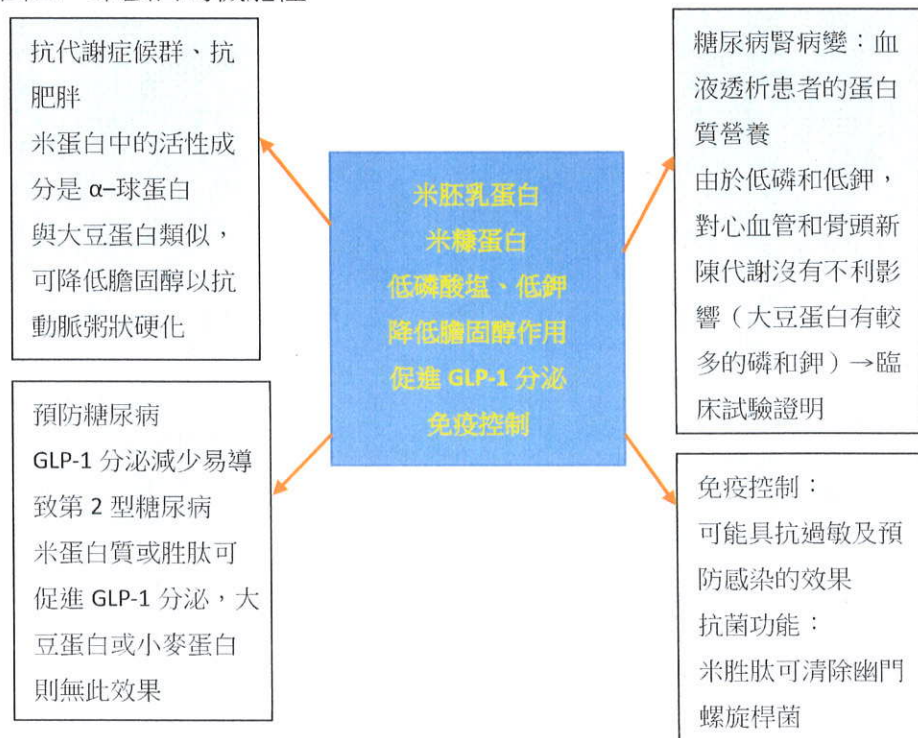 抗代謝症候群、抗
肥胖
米蛋白中的活性成
分是 α–球蛋白
與大豆蛋白類似，
可降低膽固醇以抗
動脈粥狀硬化
米胚乳蛋白
米糠蛋白
低磷酸塩、低鉀
降低膽固醇作用
促進 GLP-1 分泌
免疫控制
糖尿病腎病變：血
液透析患者的蛋白
質營養
由於低磷和低鉀，
對心血管和骨頭新
陳代謝沒有不利影
響（大豆蛋白有較
多的磷和鉀）→臨
床試驗證明
預防糖尿病
GLP-1 分泌減少易導
致第 2 型糖尿病
米蛋白質或胜肽可
促進 GLP-1 分泌，大
豆蛋白或小麥蛋白
則無此效果
免疫控制：
可能具抗過敏及預
防感染的效果
抗菌功能：
米胜肽可清除幽門
螺旋桿菌